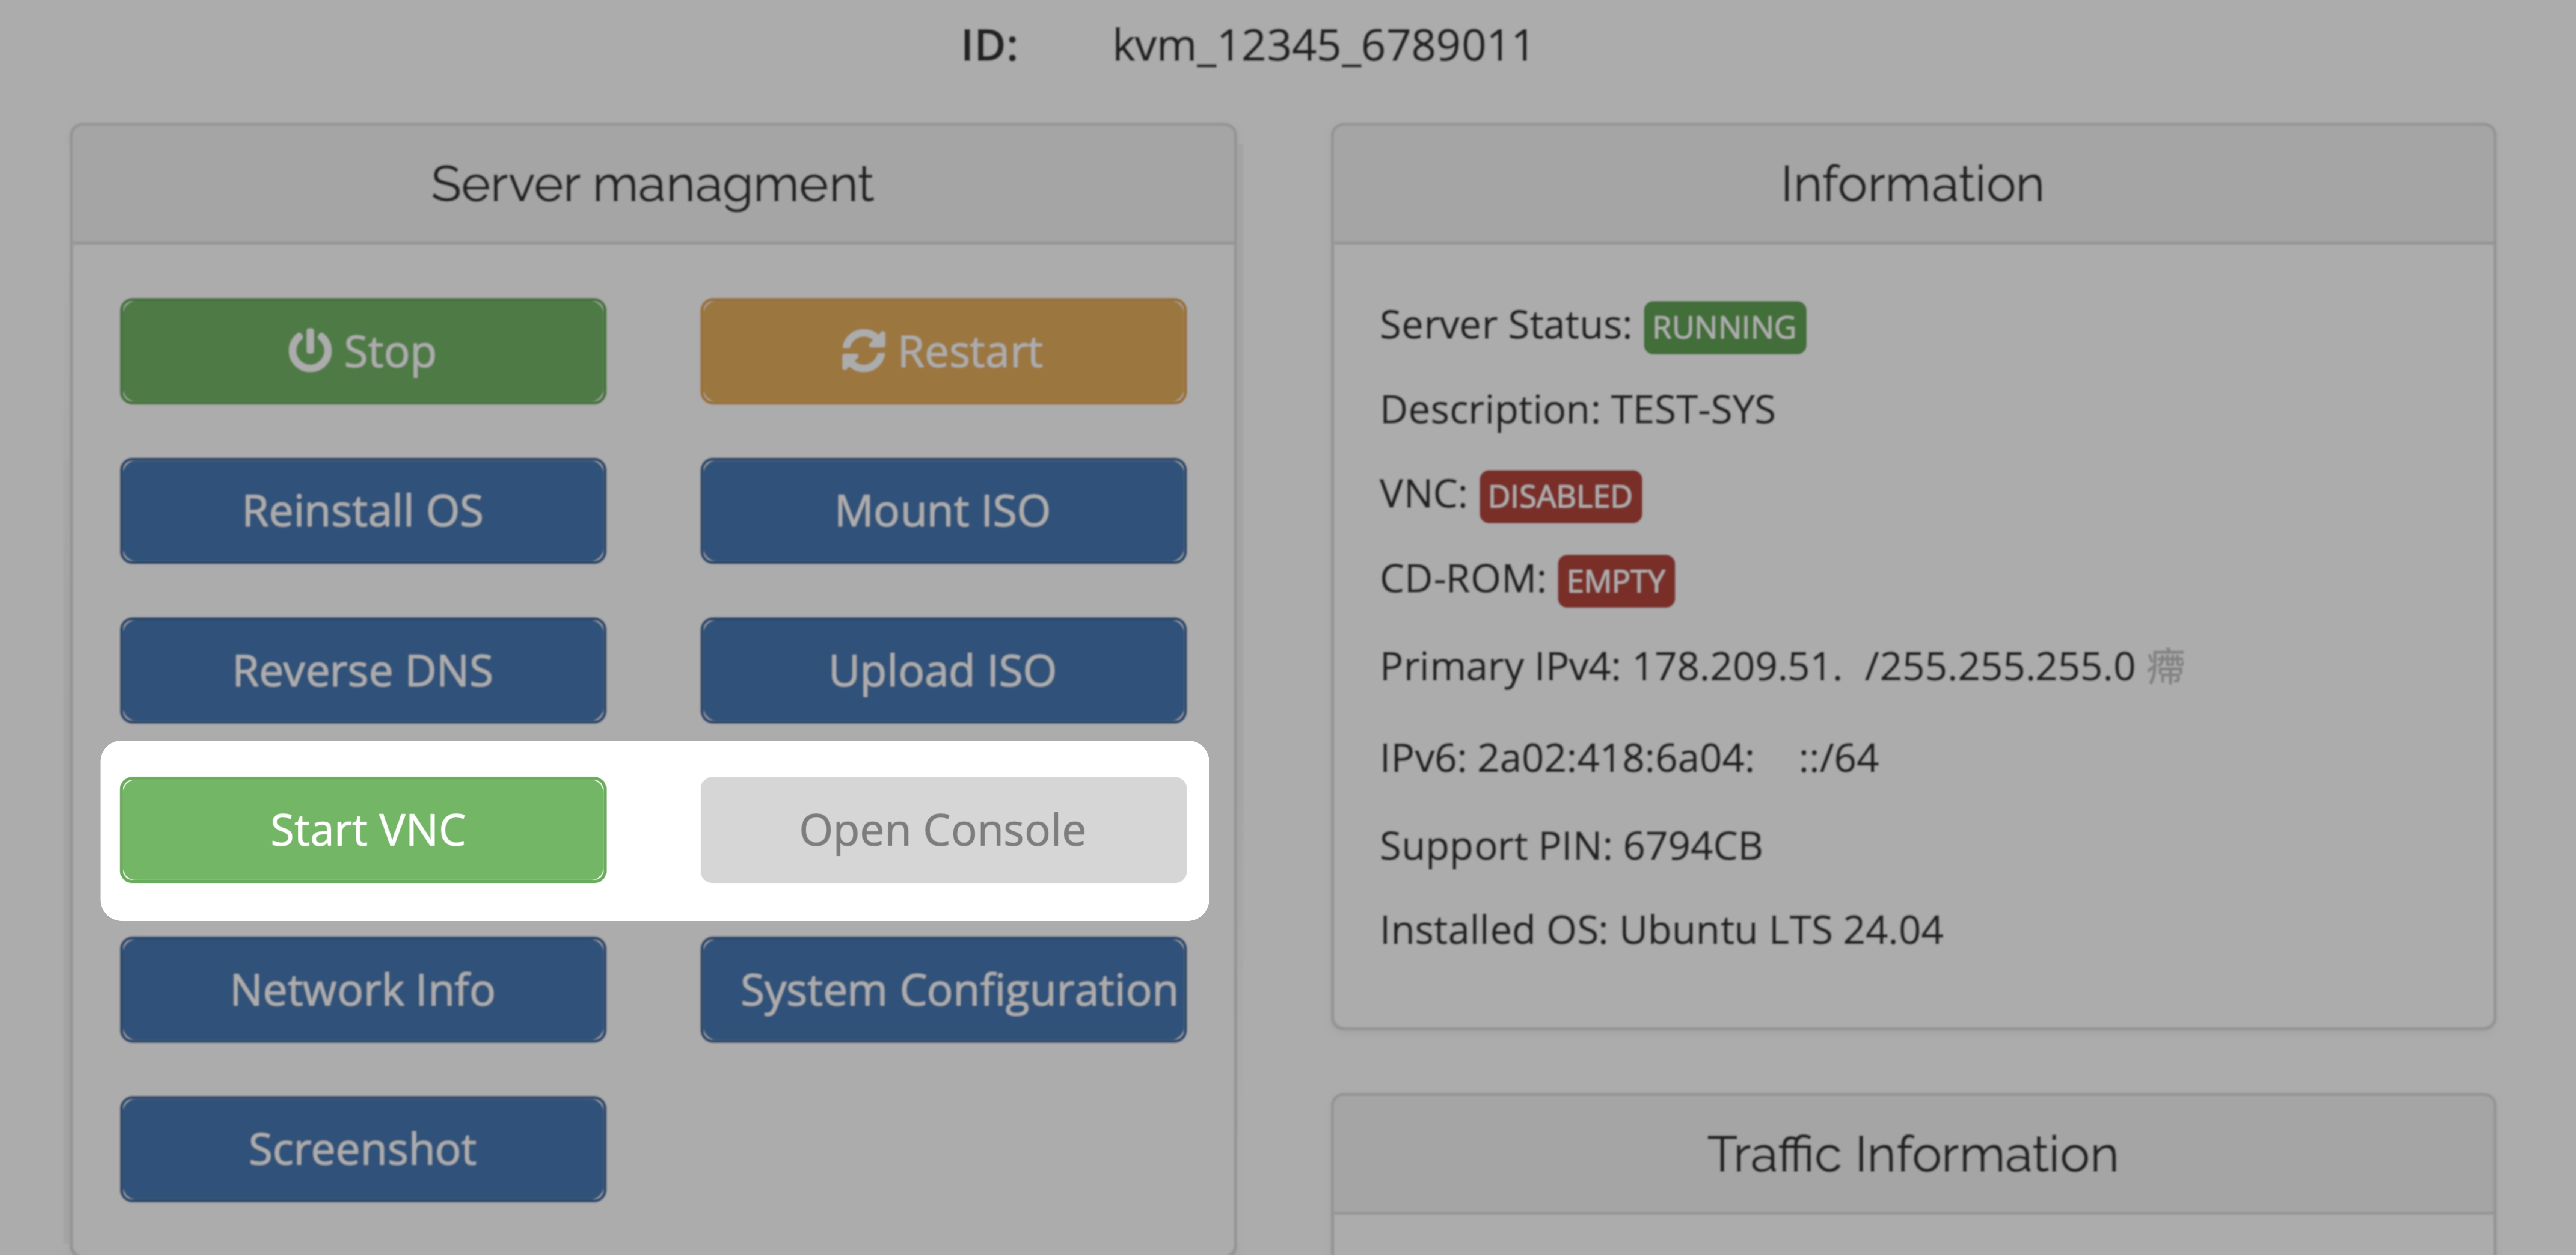 ID: kvm_12345_6789011
Server managment
Stop
Restart
Reinstall OS
Mount ISO
Reverse DNS
Upload ISO
Start VNC
Open Console
Network Info
System Configuration
Screenshot
Information
Server Status: RUNNING
Description: TEST-SYS
VNC: DISABLED
CD-ROM: EMPTY
Primary IPv4: 178.209.51. /255.255.255.0
IPv6: 2a02:418:6a04: ::/64
Support PIN: 6794CB
Installed OS: Ubuntu LTS 24.04
Traffic Information